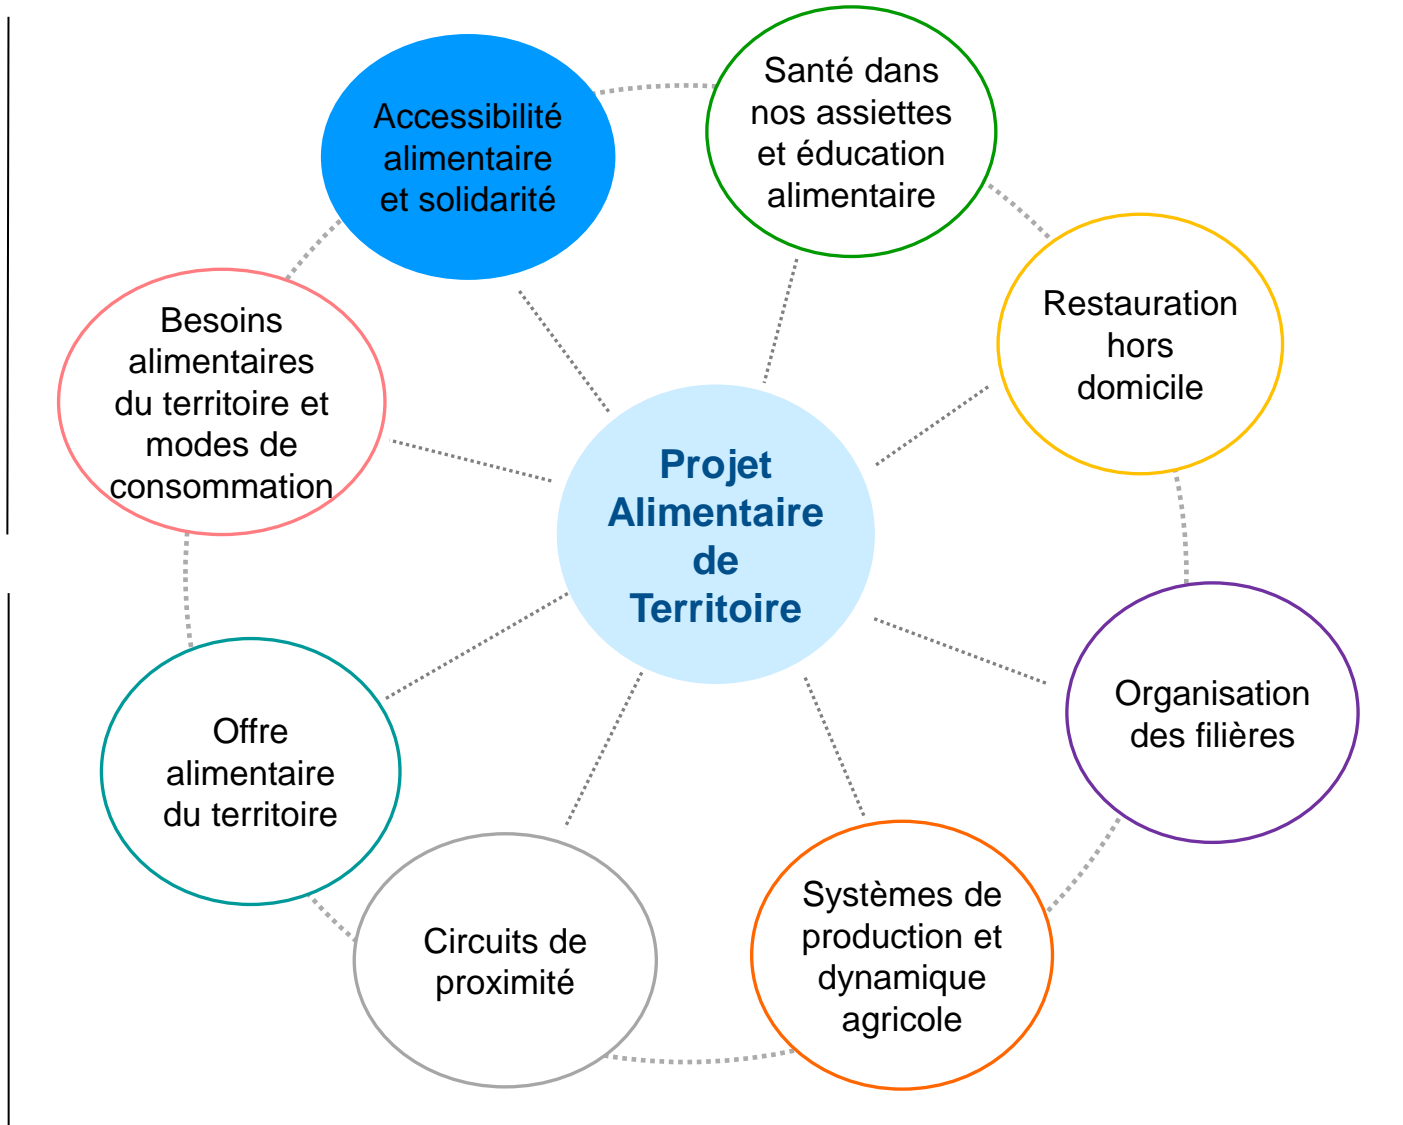 Accessibilité
alimentaire
et solidarité
Santé dans
nos assiettes
et éducation
alimentaire
Restauration
hors
domicile
Besoins
alimentaires
du territoire et
modes de
consommation
Projet
Alimentaire
de
Territoire
Organisation
des filières
Offre
alimentaire
du territoire
Circuits de
proximité
Systèmes de
production et
dynamique
agricole